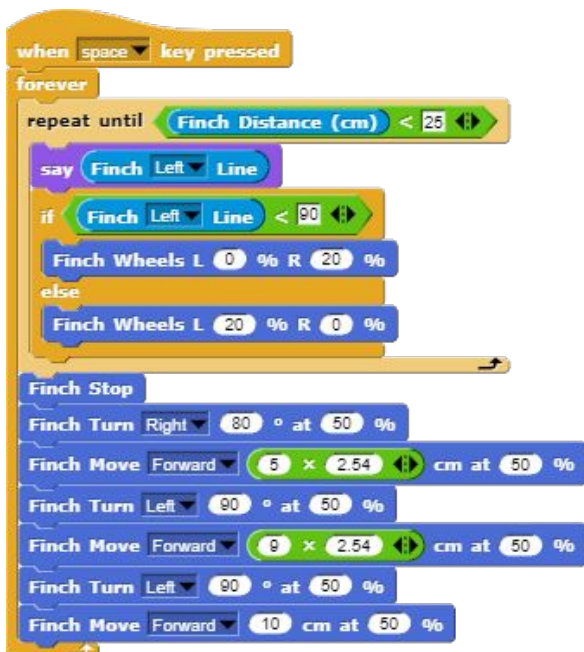 when space key pressed
forever
repeat until Finch Distance (cm) < 25
say Finch Left Line
if Finch Left Line < 90
Finch Wheels L 0 % R 20 %
else
Finch Wheels L 20 % R 0 %
Finch Stop
Finch Turn Right 80 ° at 50 %
Finch Move Forward 5 × 2.54 cm at 50 %
Finch Turn Left 90 ° at 50 %
Finch Move Forward 9 × 2.54 cm at 50 %
Finch Turn Left 90 ° at 50 %
Finch Move Forward 10 cm at 50 %